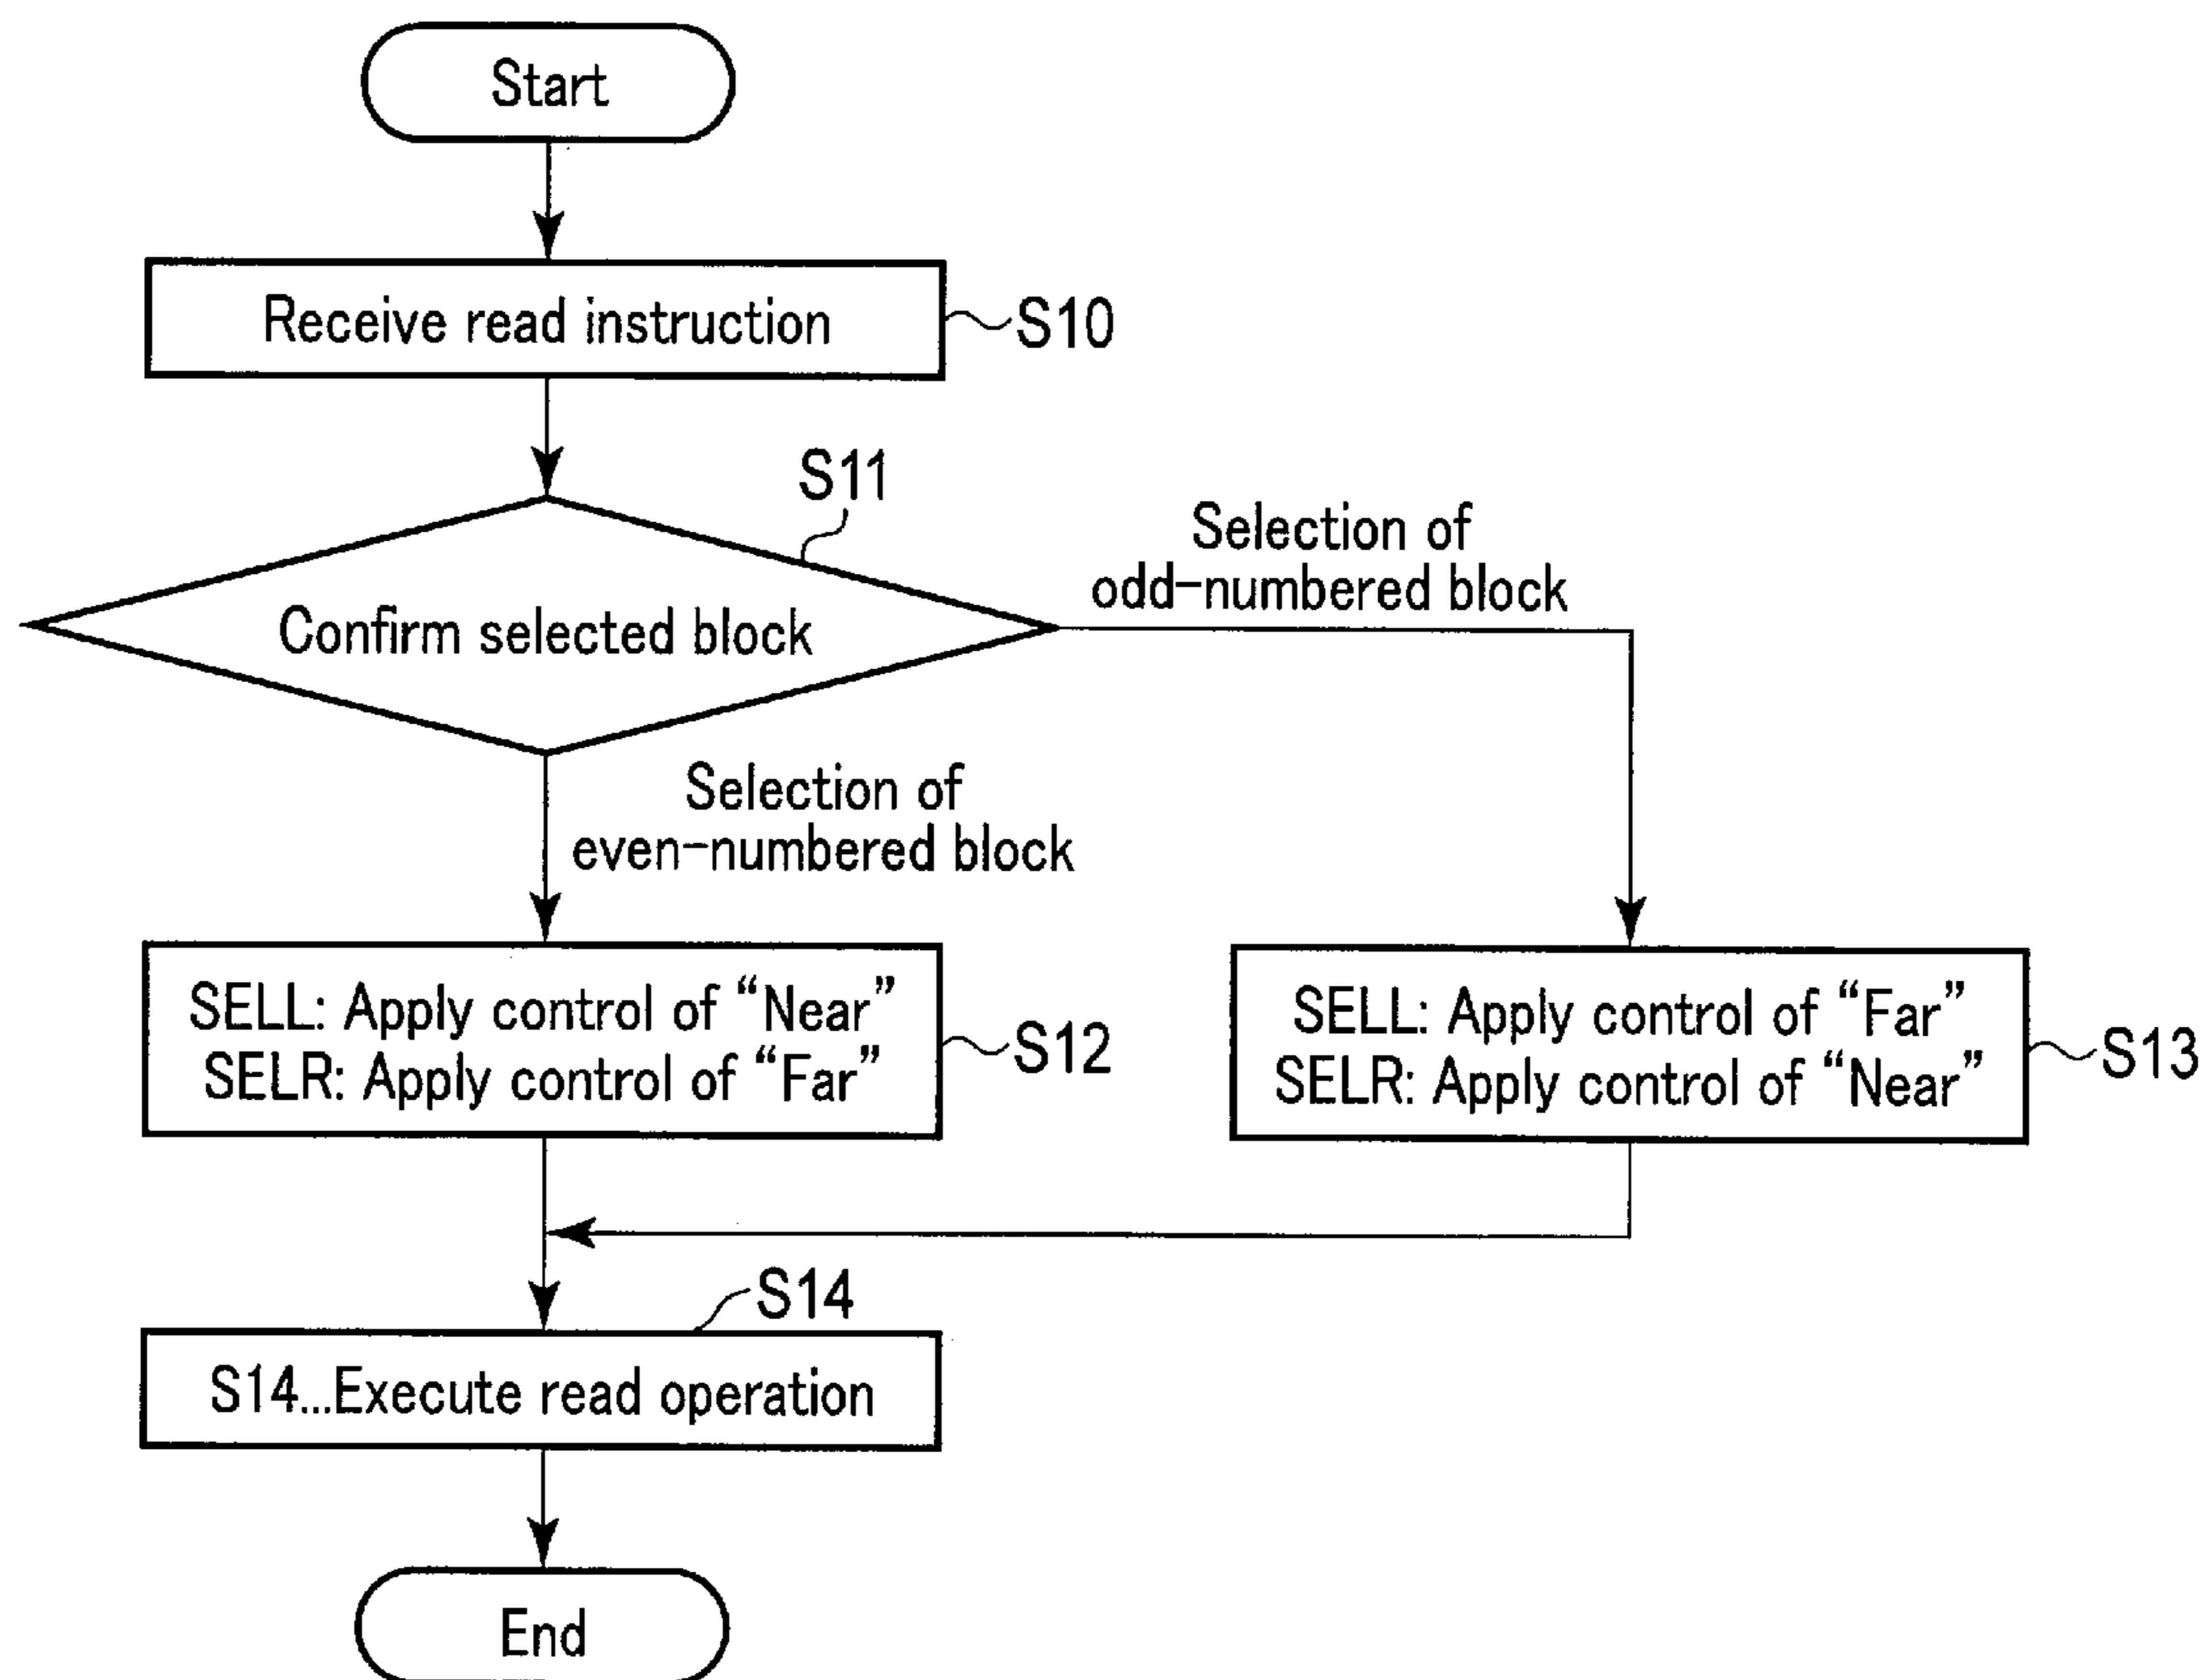 Start
Receive read instruction
S10
S11
Confirm selected block
Selection of
odd-numbered block
Selection of
even-numbered block
SELL: Apply control of “Near”
SELR: Apply control of “Far”
S12
SELL: Apply control of “Far”
SELR: Apply control of “Near”
S13
S14
S14...Execute read operation
End